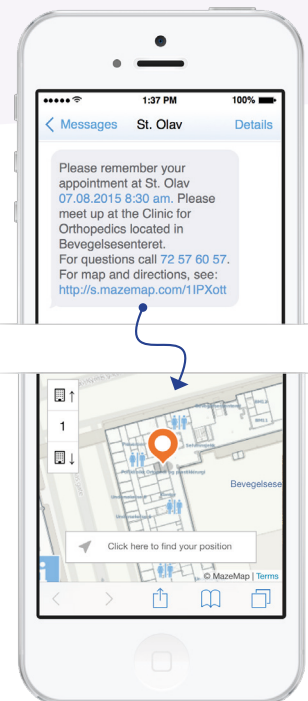 1:37 PM
100%
Messages
St. Olav
Details
Please remember your
appointment at St. Olav
07.08.2015 8:30 am. Please
meet up at the Clinic for
Orthopedics located in
Bevegelsesenteret.
For questions call 72 57 60 57.
For map and directions, see:
http://s.mazemap.com/1IPXott
1
Bevegelsese
Click here to find your position
© MazeMap | Terms